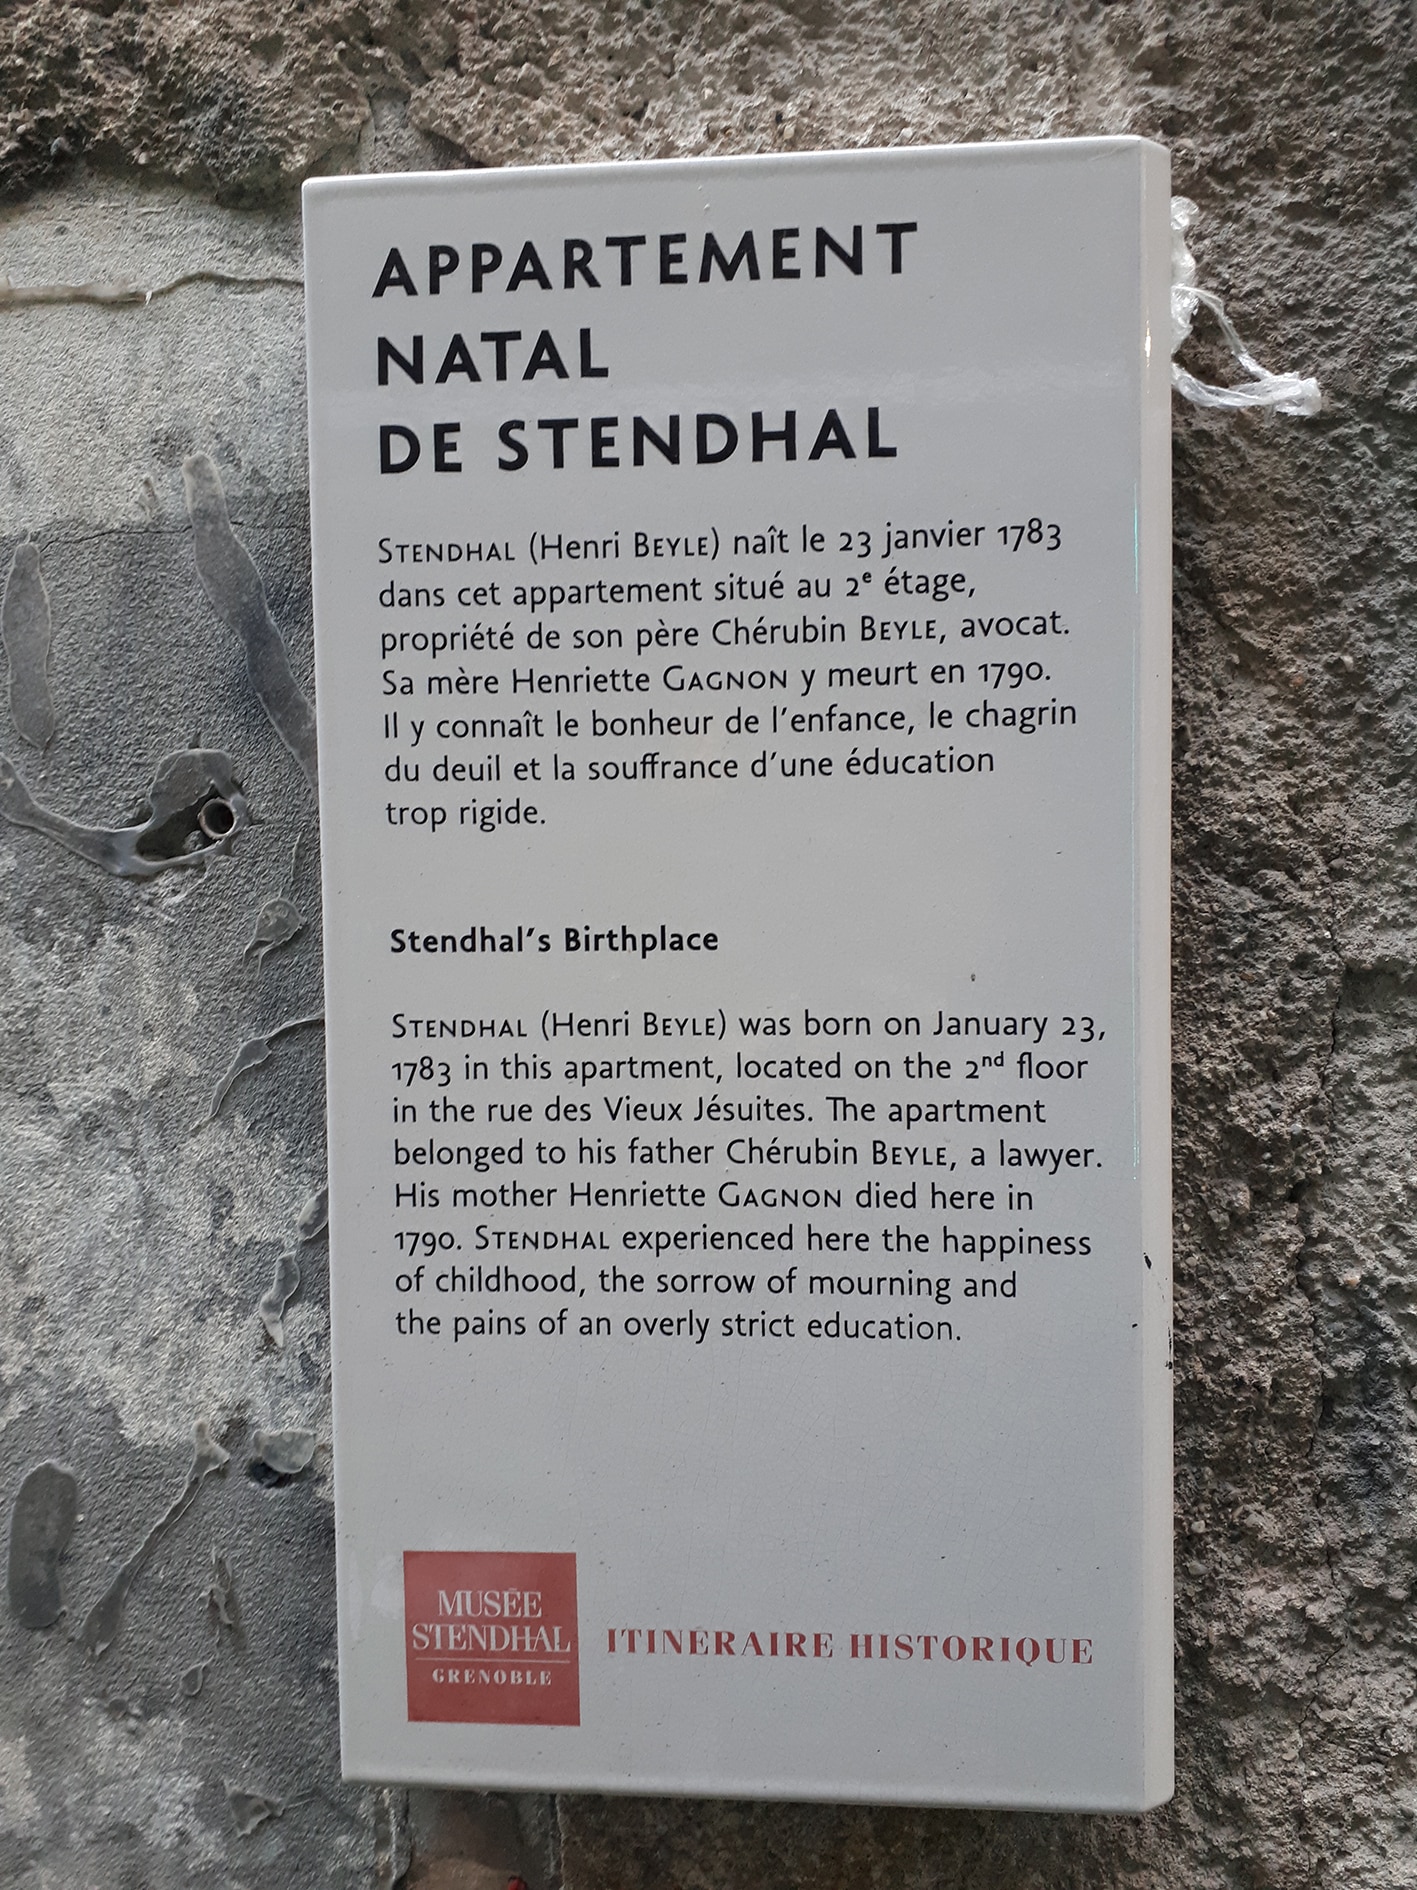 APPARTEMENT
NATAL
DE STENDHAL
STENDHAL (Henri BEYLE) naît le 23 janvier 1783
dans cet appartement situé au 2e étage,
propriété de son père Chérubin BEYLE, avocat.
Sa mère Henriette GAGNON y meurt en 1790.
Il y connaît le bonheur de l'enfance, le chagrin
du deuil et la souffrance d'une éducation
trop rigide.
Stendhal's Birthplace
STENDHAL (Henri BEYLE) was born on January 23,
1783 in this apartment, located on the 2nd floor
in the rue des Vieux Jésuites. The apartment
belonged to his father Chérubin BEYLE, a lawyer.
His mother Henriette GAGNON died here in
1790. STENDHAL experienced here the happiness
of childhood, the sorrow of mourning and
the pains of an overly strict education.
MUSÉE
STENDHAL
GRENOBLE
ITINÉRAIRE HISTORIQUE